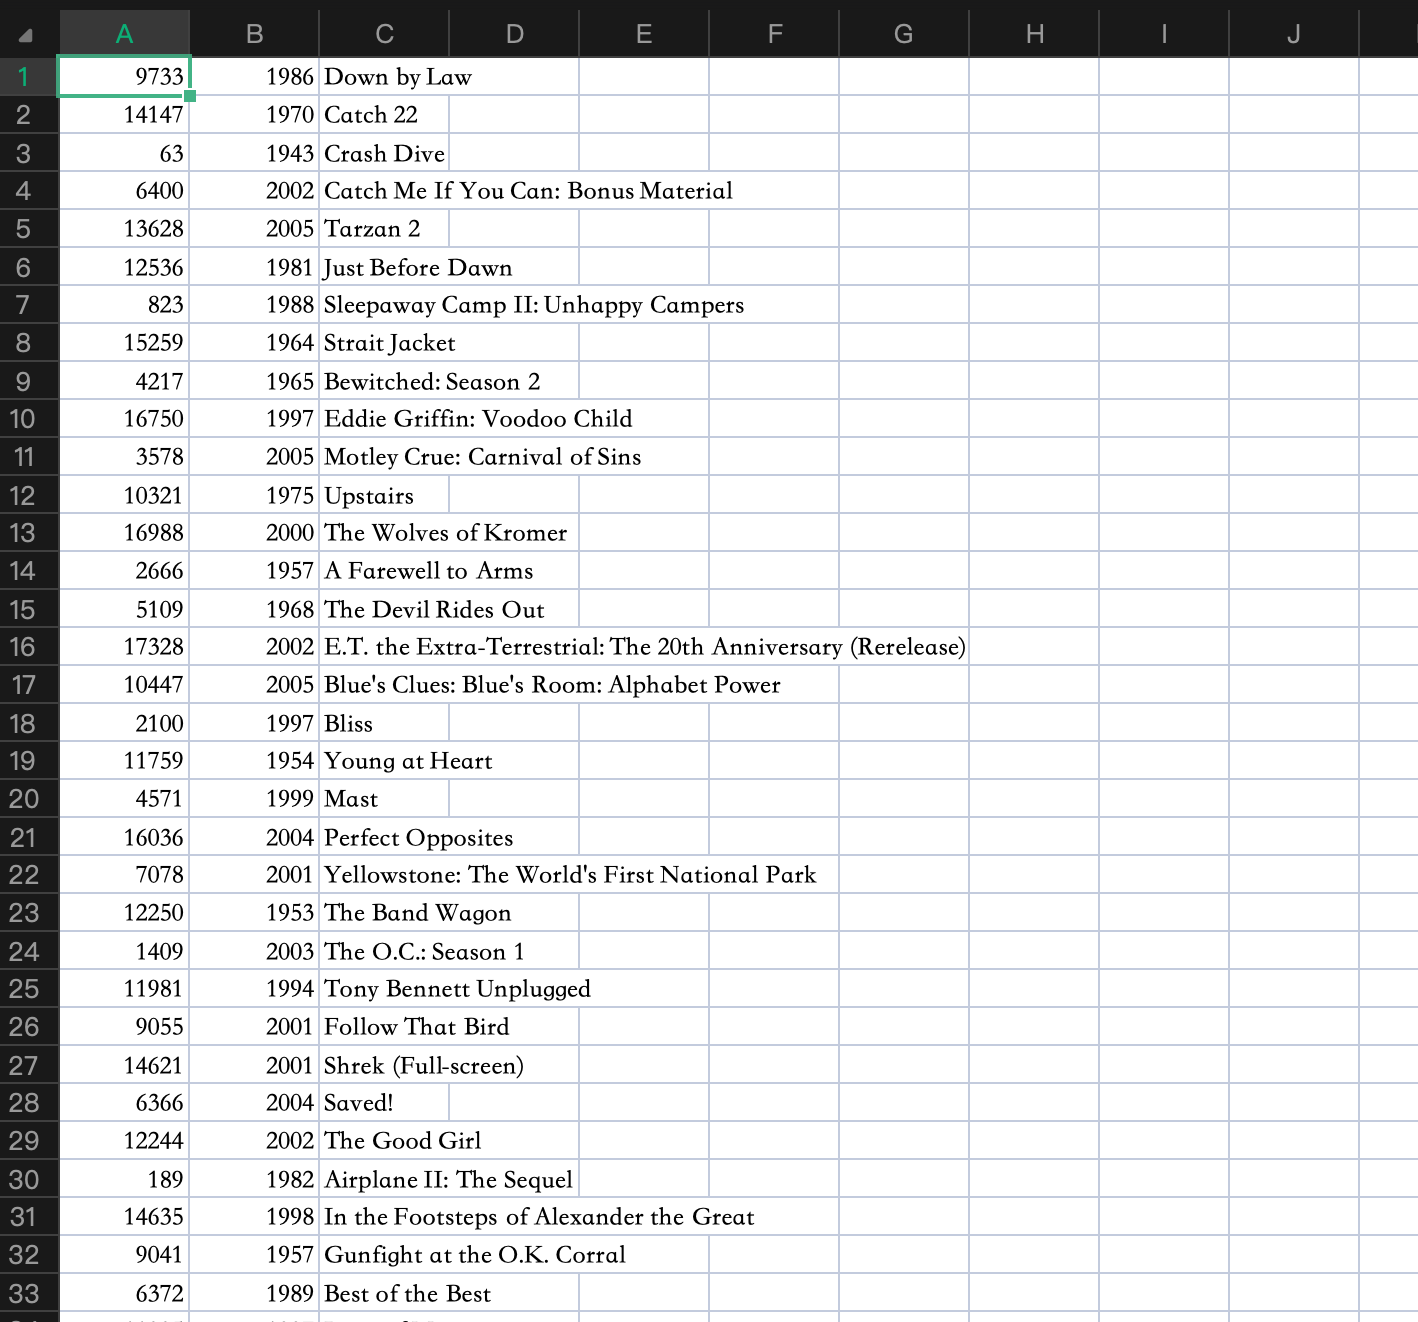 A B C D E F G H I J
1 9733 1986 Down by Law
2 14147 1970 Catch 22
3 63 1943 Crash Dive
4 6400 2002 Catch Me If You Can: Bonus Material
5 13628 2005 Tarzan 2
6 12536 1981 Just Before Dawn
7 823 1988 Sleepaway Camp II: Unhappy Campers
8 15259 1964 Strait Jacket
9 4217 1965 Bewitched: Season 2
10 16750 1997 Eddie Griffin: Voodoo Child
11 3578 2005 Motley Crue: Carnival of Sins
12 10321 1975 Upstairs
13 16988 2000 The Wolves of Kromer
14 2666 1957 A Farewell to Arms
15 5109 1968 The Devil Rides Out
16 17328 2002 E.T. the Extra-Terrestrial: The 20th Anniversary (Rerelease)
17 10447 2005 Blue's Clues: Blue's Room: Alphabet Power
18 2100 1997 Bliss
19 11759 1954 Young at Heart
20 4571 1999 Mast
21 16036 2004 Perfect Opposites
22 7078 2001 Yellowstone: The World's First National Park
23 12250 1953 The Band Wagon
24 1409 2003 The O.C.: Season 1
25 11981 1994 Tony Bennett Unplugged
26 9055 2001 Follow That Bird
27 14621 2001 Shrek (Full-screen)
28 6366 2004 Saved!
29 12244 2002 The Good Girl
30 189 1982 Airplane II: The Sequel
31 14635 1998 In the Footsteps of Alexander the Great
32 9041 1957 Gunfight at the O.K. Corral
33 6372 1989 Best of the Best